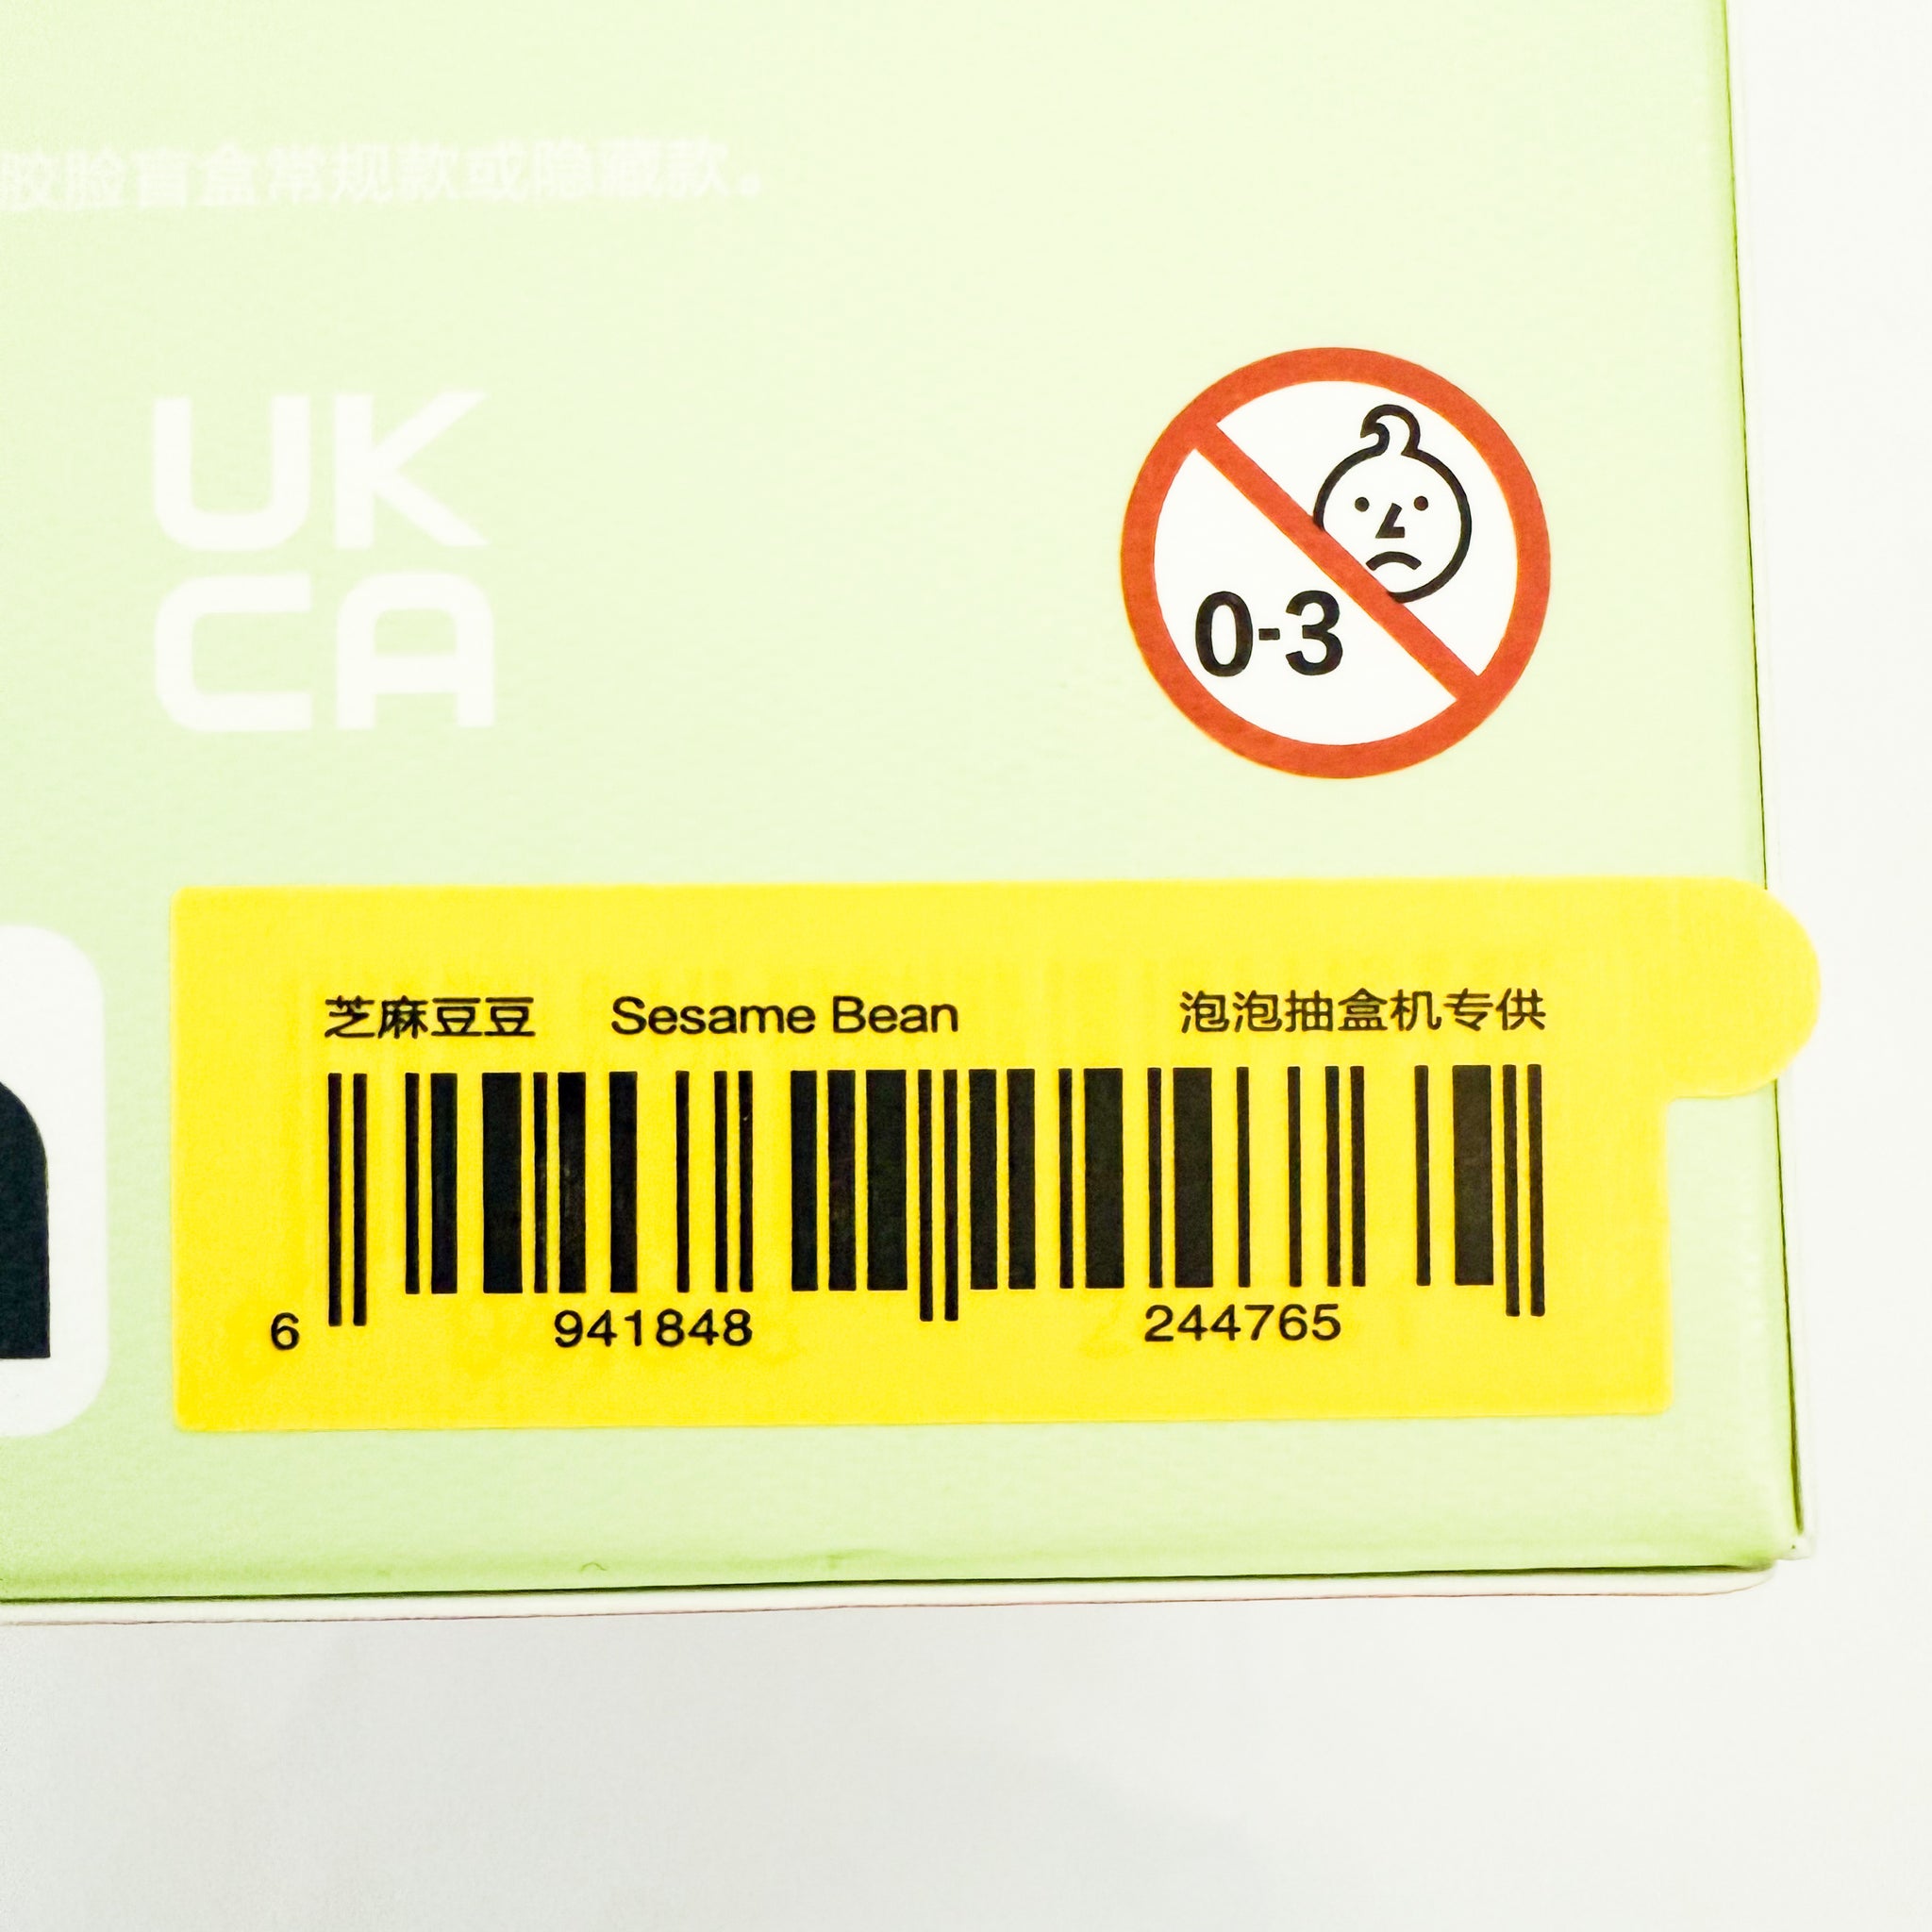 胶脸盲盒常规款或隐藏款。
UK
CA
0-3
芝麻豆豆 Sesame Bean 泡泡抽盒机专供
6 941848 244765